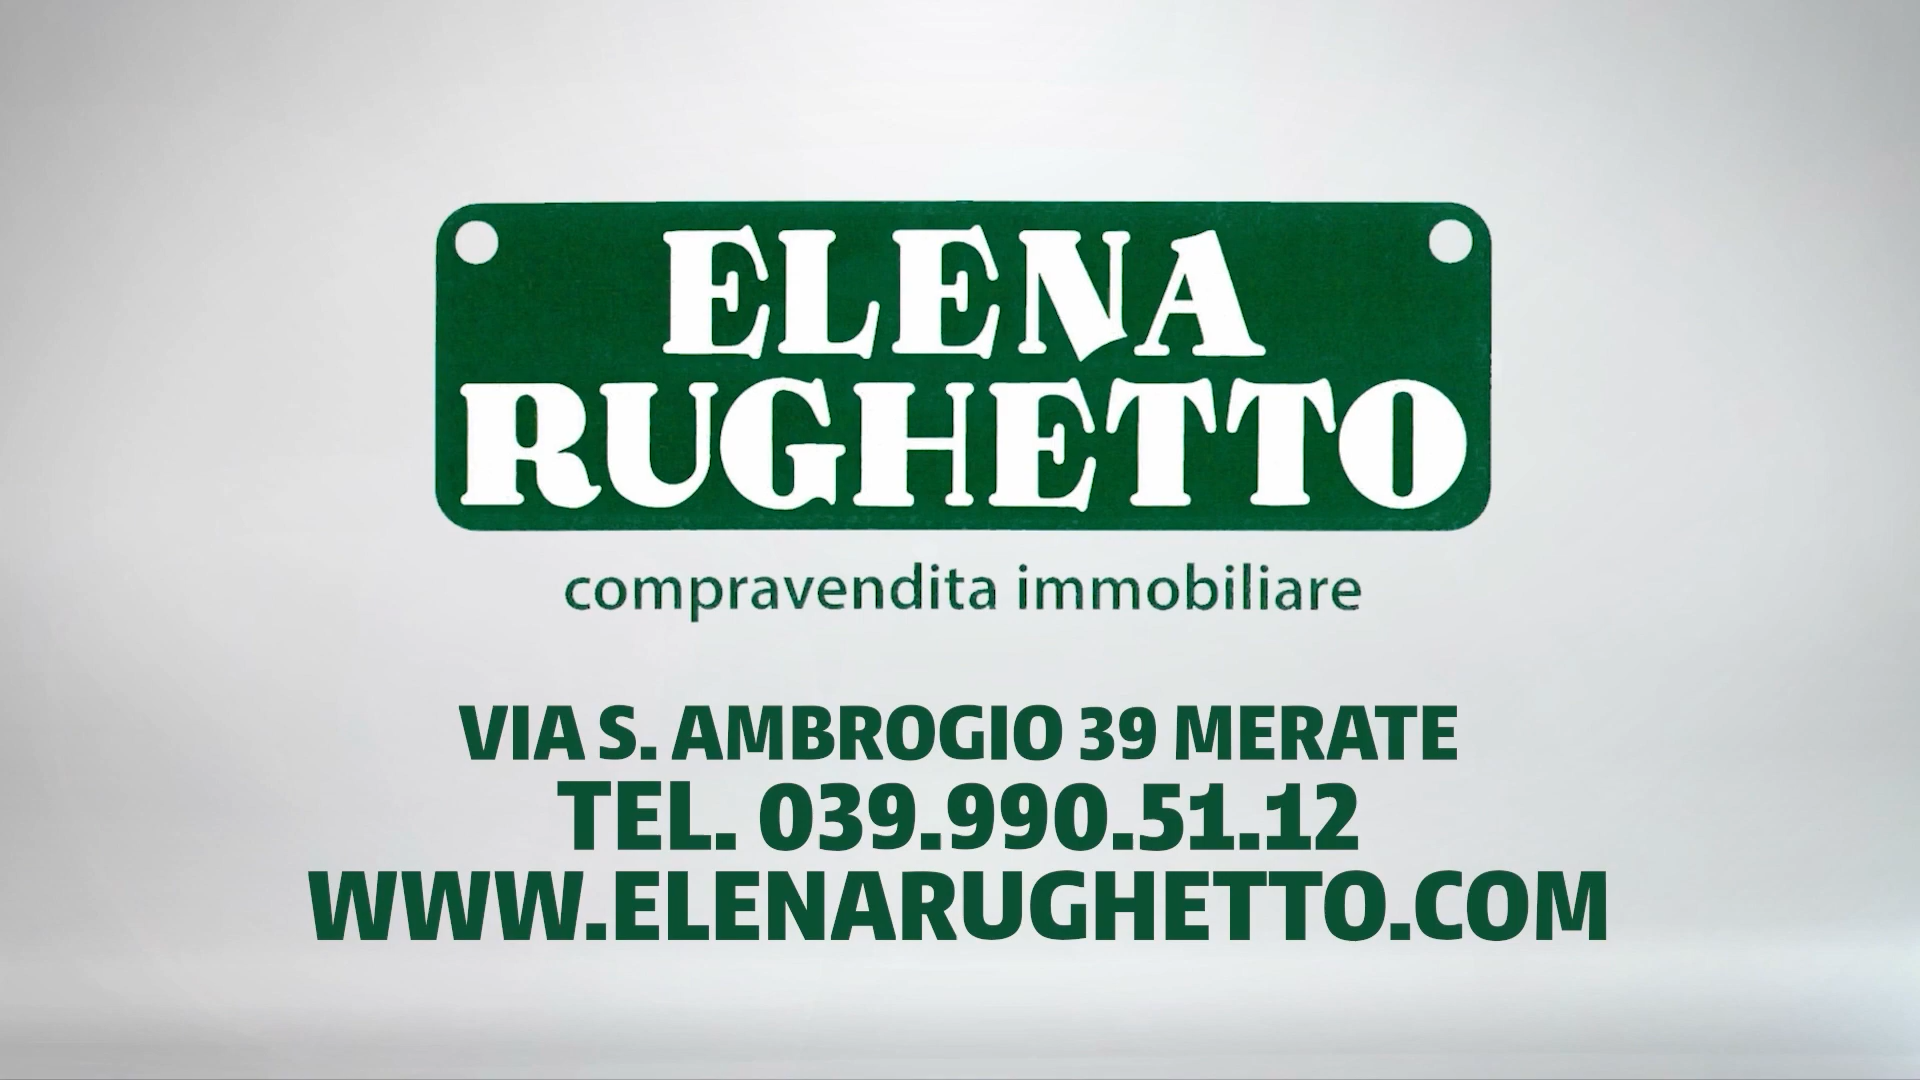 ELENA
RUGHETTO
compravendita immobiliare
VIA S. AMBROGIO 39 MERATE
TEL. 039.990.51.12
WWW.ELENARUGHETTO.COM